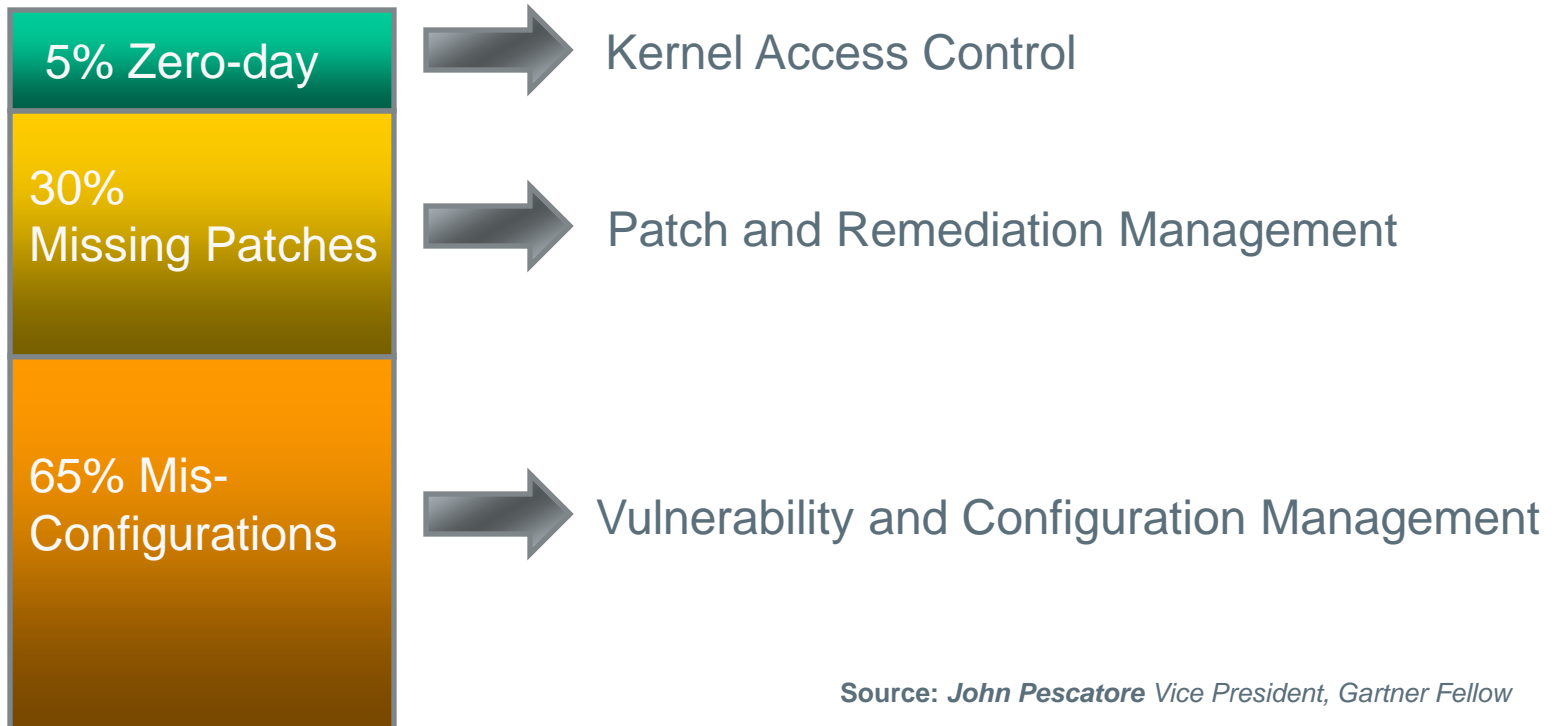 5% Zero-day
Kernel Access Control
30%
Missing Patches
Patch and Remediation Management
65% Mis-
Configurations
Vulnerability and Configuration Management
Source: John Pescatore Vice President, Gartner Fellow